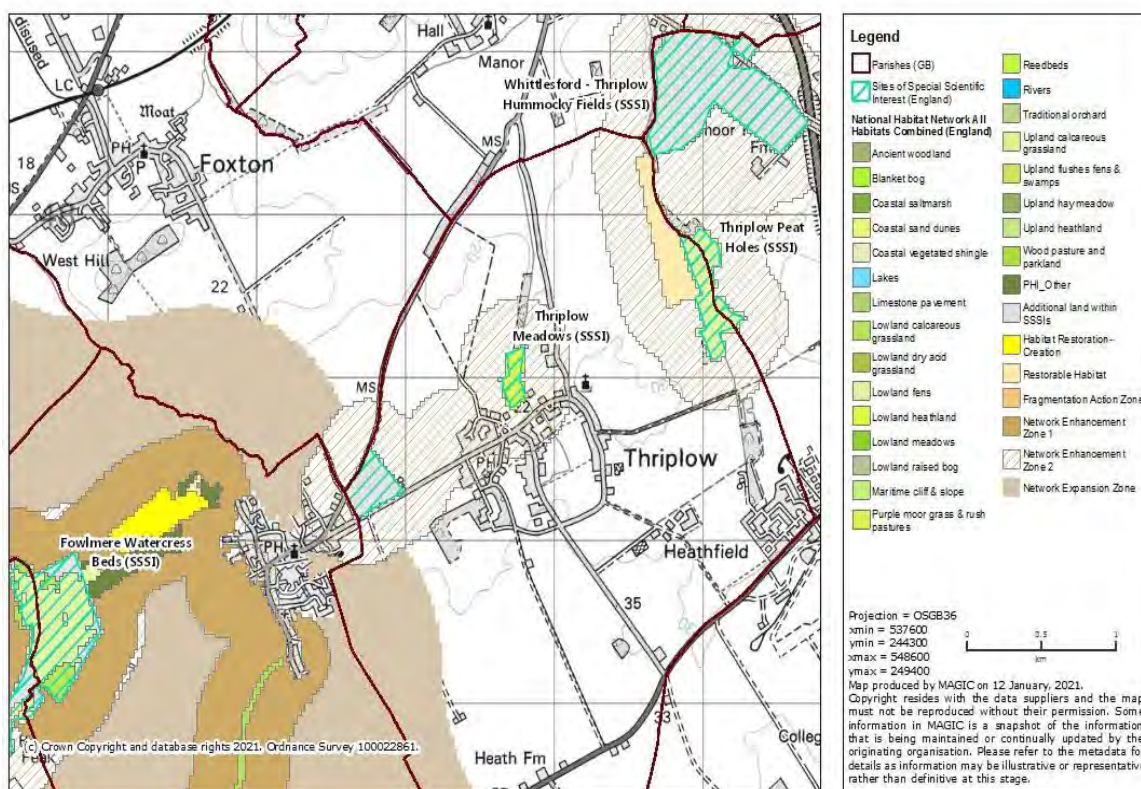 disused
Hall
Manor
LC
Moat
Whittlesford - Thriplow
Hummocky Fields (SSSI)
18
PH
P
Foxton
MS
moor
Fm
S
West Hill
22
Thriplow Peat
Holes (SSSI)
Thriplow
Meadows (SSSI)
MS
22
PH
Thriplow
PH
Fowlmere Watercress
Beds (SSSI)
Heathfield
35
33
(c) Crown Copyright and database rights 2021. Ordnance Survey 100022861.
Heath Fm
Colleg
Legend
Parishes (GB)
Sites of Special Scientific
Interest (England)
National Habitat Network All
Habitats Combined (England)
Ancient woodland
Blanket bog
Coastal saltmarsh
Coastal sand dunes
Coastal vegetated shingle
Lakes
Limestone pavement
Lowland calcareous
grassland
Lowland dry acid
grassland
Lowland fens
Lowland heathland
Lowland meadows
Lowland raised bog
Maritime cliff & slope
Purple moor grass & rush
pastures
Reedbeds
Rivers
Traditional orchard
Upland calcareous
grassland
Upland flushes fens &
swamps
Upland hay meadow
Upland heathland
Wood pasture and
parkland
PHI_Other
Additional land within
SSSIs
Habitat Restoration-
Creation
Restorable Habitat
Fragmentation Action Zone
Network Enhancement
Zone 1
Network Enhancement
Zone 2
Network Expansion Zone
Projection = OSGB36
xmin = 537600
ymin = 244300
xmax = 548600
ymax = 249400
0 0.5 1
km
Map produced by MAGIC on 12 January, 2021.
Copyright resides with the data suppliers and the map
must not be reproduced without their permission. Some
information in MAGIC is a snapshot of the information
that is being maintained or continually updated by the
originating organisation. Please refer to the metadata fo
details as information may be illustrative or representativ
rather than definitive at this stage.